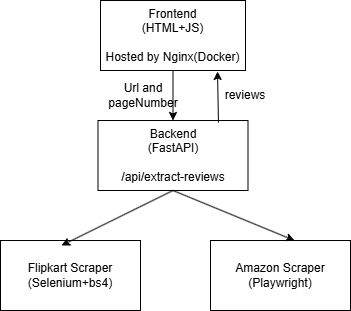 Frontend
(HTML+JS)
Hosted by Nginx(Docker)
Url and
pageNumber
reviews
Backend
(FastAPI)
/api/extract-reviews
Flipkart Scraper
(Selenium+bs4)
Amazon Scraper
(Playwright)